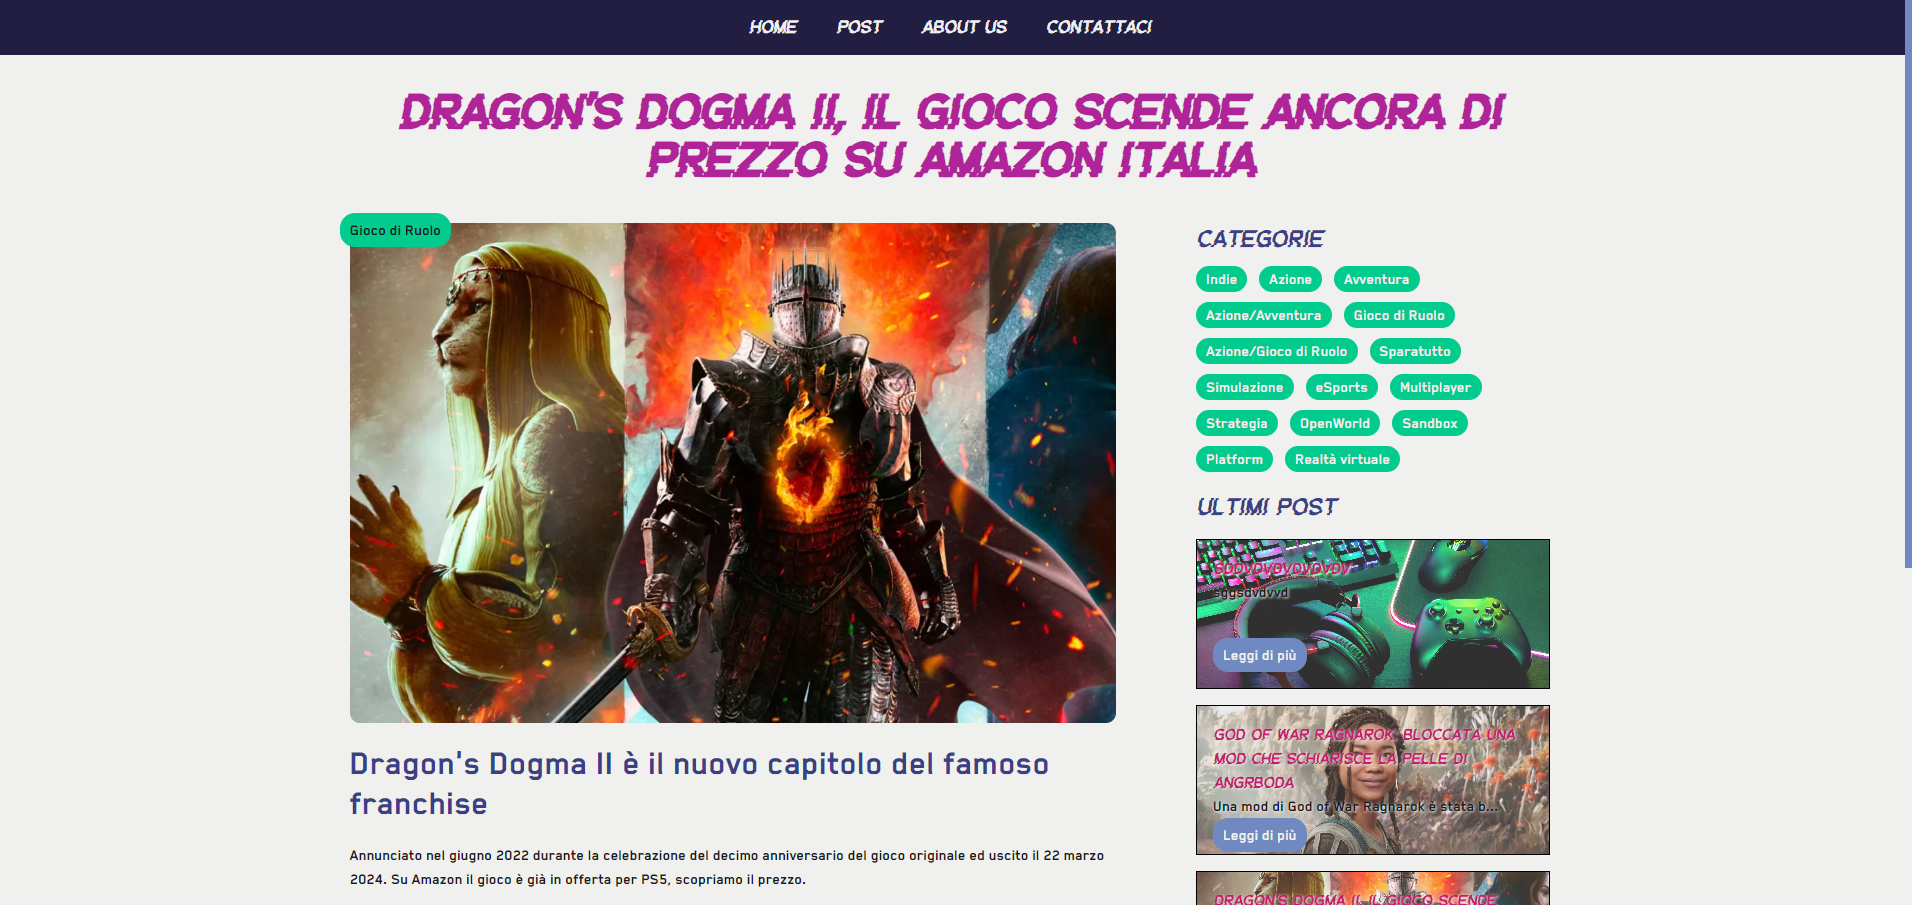 HOME POST ABOUT US CONTATTACI
DRAGON'S DOGMA II, IL GIOCO SCENDE ANCORA DI
PREZZO SU AMAZON ITALIA
Gioco di Ruolo
Dragon's Dogma II è il nuovo capitolo del famoso
franchise
Annunciato nel giugno 2022 durante la celebrazione del decimo anniversario del gioco originale ed uscito il 22 marzo
2024. Su Amazon il gioco è già in offerta per PS5, scopriamo il prezzo.
CATEGORIE
Indie Azione Avventura
Azione/Avventura Gioco di Ruolo
Azione/Gioco di Ruolo Sparatutto
Simulazione eSports Multiplayer
Strategia OpenWorld Sandbox
Platform Realtà virtuale
ULTIMI POST
SDDVDVDVDVDVDV
sggsdvdvvd
Leggi di più
GOD OF WAR RAGNAROK, BLOCCATA UNA
MOD CHE SCHIARISCE LA PELLE DI
ANGRBODA
Una mod di God of War Ragnarok è stata b...
Leggi di più
DRAGON'S DOGMA II, IL GIOCO SCENDE